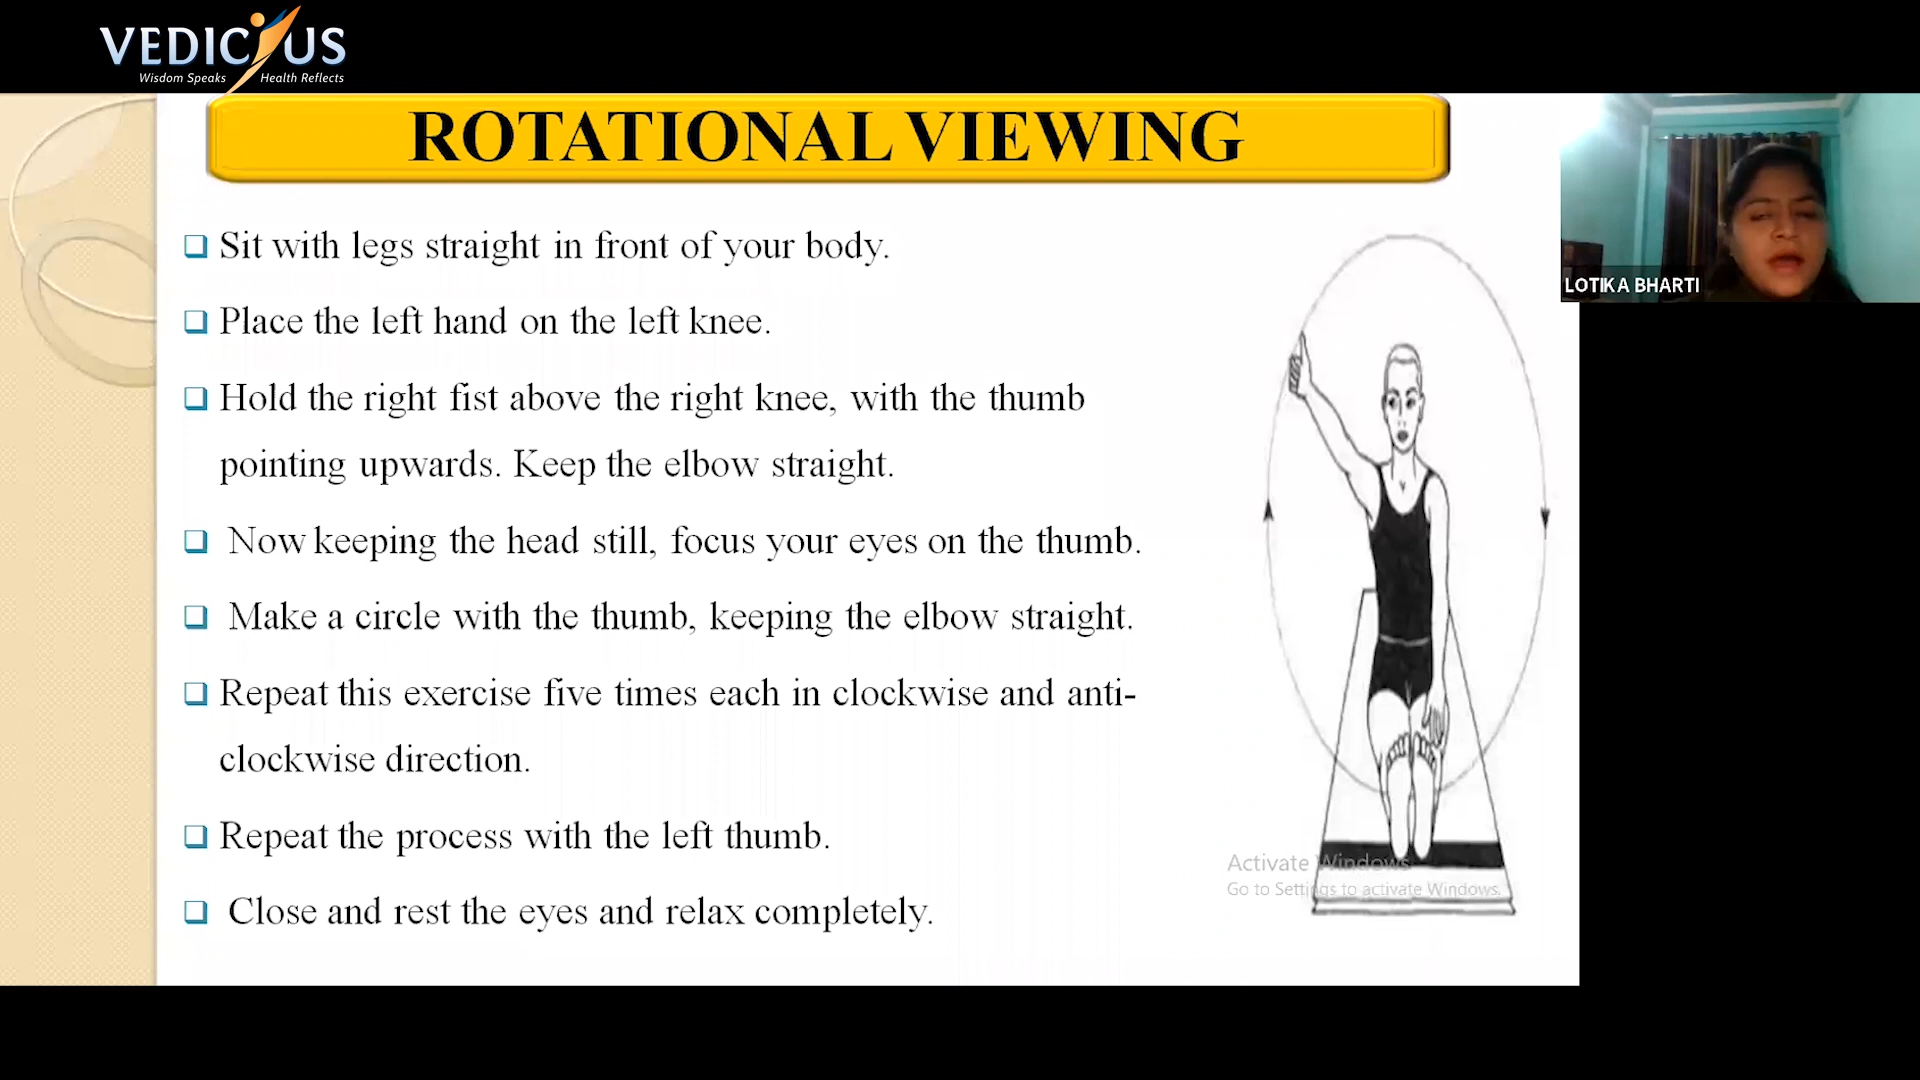 VEDICIUS
Wisdom Speaks Health Reflects
ROTATIONAL VIEWING
Sit with legs straight in front of your body.
Place the left hand on the left knee.
Hold the right fist above the right knee, with the thumb
pointing upwards. Keep the elbow straight.
Now keeping the head still, focus your eyes on the thumb.
Make a circle with the thumb, keeping the elbow straight.
Repeat this exercise five times each in clockwise and anti-
clockwise direction.
Repeat the process with the left thumb.
Close and rest the eyes and relax completely.
LOTIKA BHARTI
Activate Windows
Go to Settings to activate Windows.